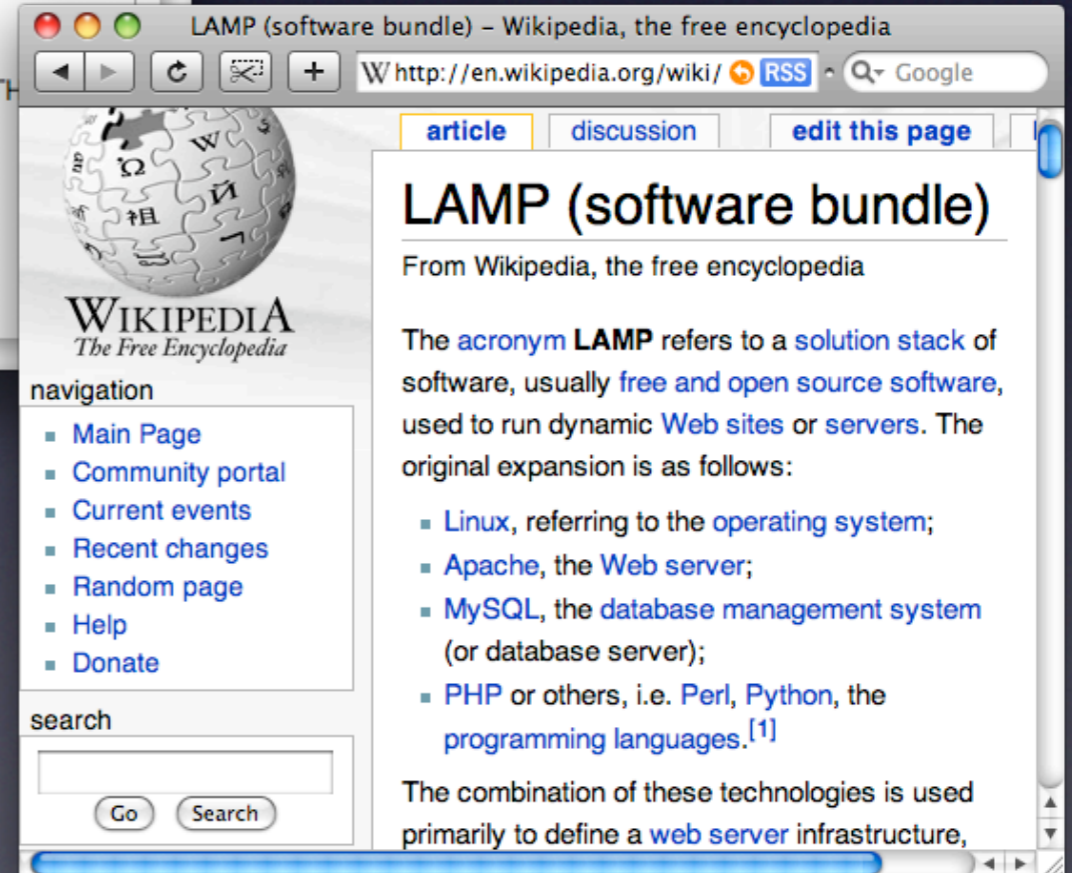 LAMP (software bundle) – Wikipedia, the free encyclopedia
W http://en.wikipedia.org/wiki/ RSS Google
article discussion edit this page
WIKIPEDIA
The Free Encyclopedia
navigation
Main Page
Community portal
Current events
Recent changes
Random page
Help
Donate
search
Go Search
LAMP (software bundle)
From Wikipedia, the free encyclopedia
The acronym LAMP refers to a solution stack of
software, usually free and open source software,
used to run dynamic Web sites or servers. The
original expansion is as follows:
Linux, referring to the operating system;
Apache, the Web server;
MySQL, the database management system
(or database server);
PHP or others, i.e. Perl, Python, the
programming languages.[1]
The combination of these technologies is used
primarily to define a web server infrastructure,